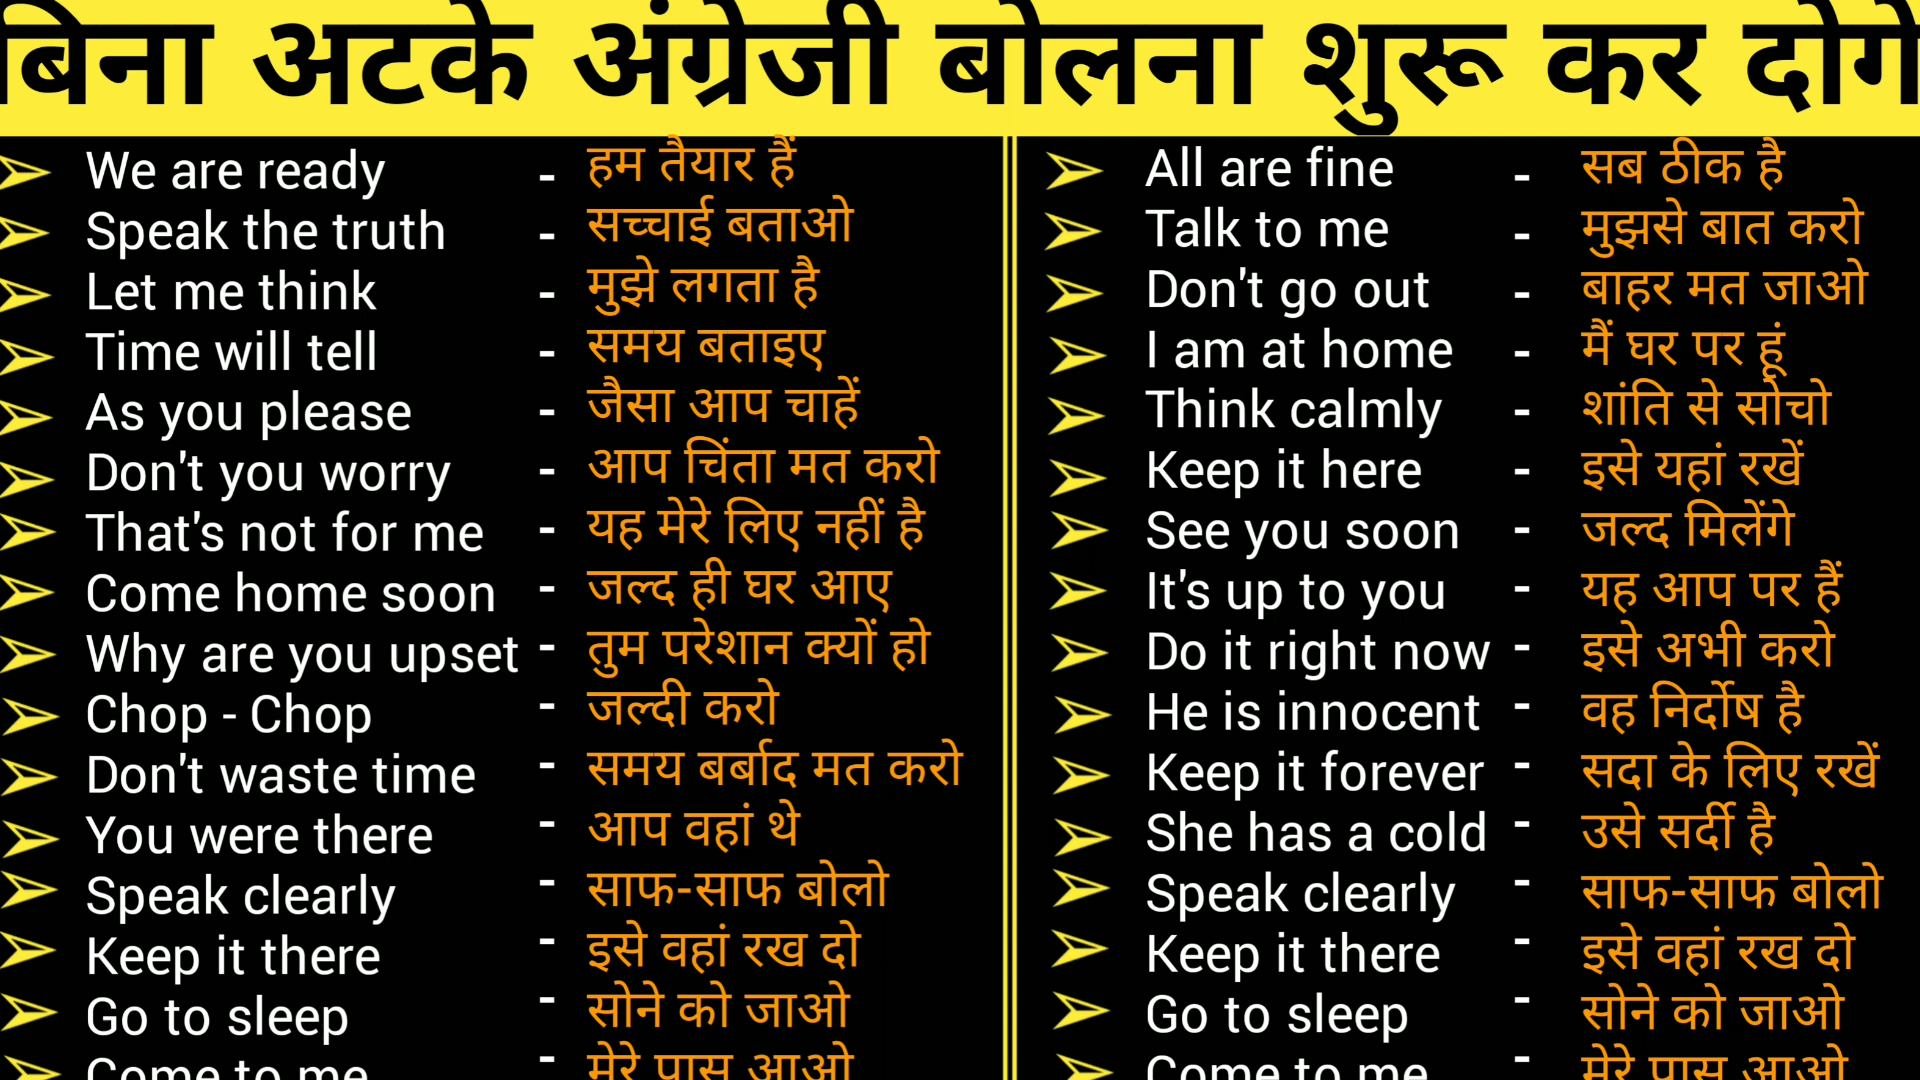 बिना अटके अंग्रेजी बोलना शुरू कर दोगे
We are ready - हम तैयार हैं
Speak the truth - सच्चाई बताओ
Let me think - मुझे लगता है
Time will tell - समय बताइए
As you please - जैसा आप चाहें
Don't you worry - आप चिंता मत करो
That's not for me - यह मेरे लिए नहीं है
Come home soon - जल्द ही घर आए
Why are you upset - तुम परेशान क्यों हो
Chop - Chop - जल्दी करो
Don't waste time - समय बर्बाद मत करो
You were there - आप वहां थे
Speak clearly - साफ-साफ बोलो
Keep it there - इसे वहां रख दो
Go to sleep - सोने को जाओ
Come to me - मेरे पास आओ
All are fine - सब ठीक है
Talk to me - मुझसे बात करो
Don't go out - बाहर मत जाओ
I am at home - मैं घर पर हूं
Think calmly - शांति से सोचो
Keep it here - इसे यहां रखें
See you soon - जल्द मिलेंगे
It's up to you - यह आप पर हैं
Do it right now - इसे अभी करो
He is innocent - वह निर्दोष है
Keep it forever - सदा के लिए रखें
She has a cold - उसे सर्दी है
Speak clearly - साफ-साफ बोलो
Keep it there - इसे वहां रख दो
Go to sleep - सोने को जाओ
Come to me - मेरे पास आओ